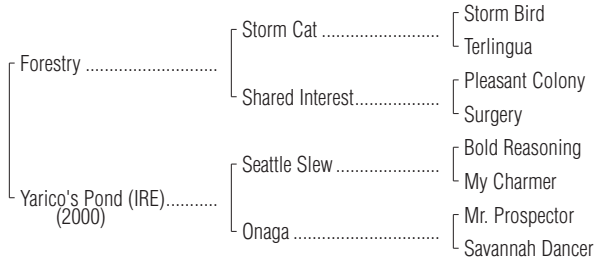 Storm Bird
Storm Cat ........................
Terlingua
Forestry ...........................
Pleasant Colony
Shared Interest.................
Surgery
Bold Reasoning
Seattle Slew .....................
My Charmer
Yarico's Pond (IRE)..........
(2000)
Mr. Prospector
Onaga ..............................
Savannah Dancer